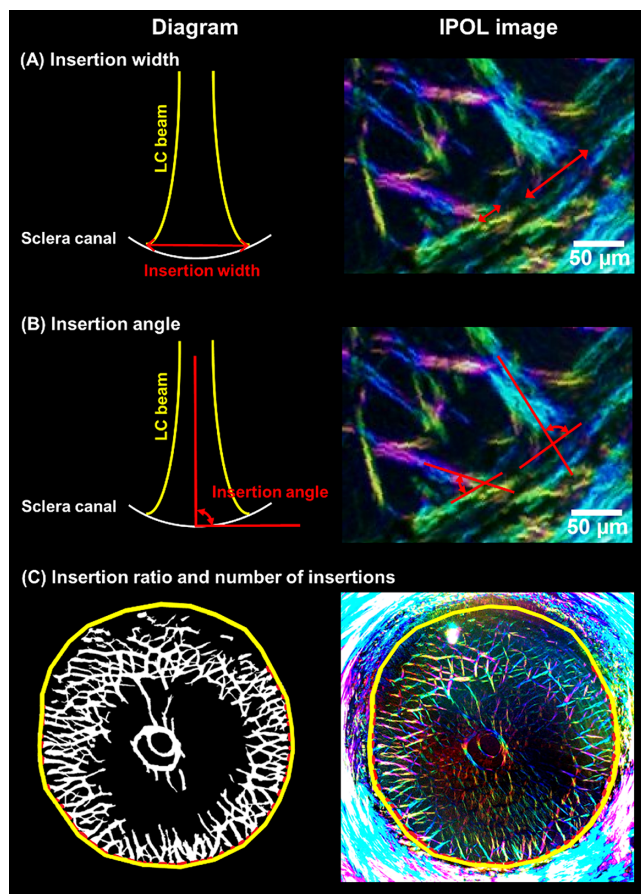 Diagram
IPOL image
(A) Insertion width
LC beam
Sclera canal
Insertion width
50 µm
(B) Insertion angle
LC beam
Insertion angle
Sclera canal
50 µm
(C) Insertion ratio and number of insertions